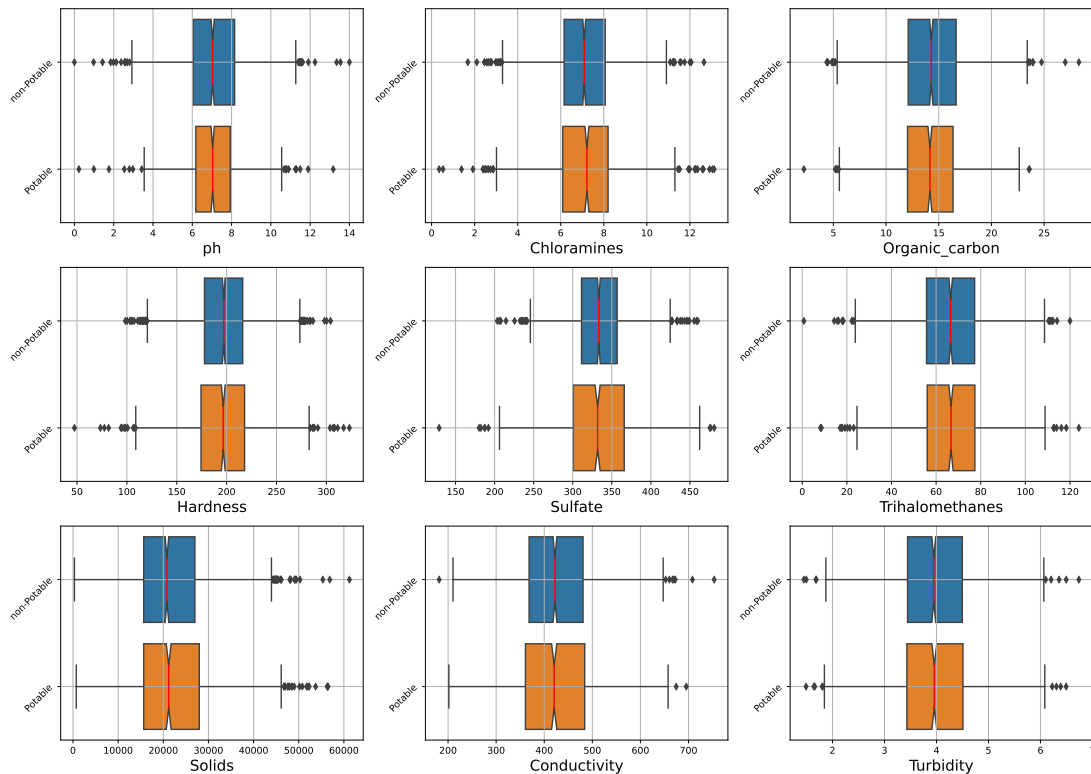 non-Potable
Potable
0 2 4 6 8 10 12 14
ph
non-Potable
Potable
0 2 4 6 8 10 12
Chloramines
non-Potable
Potable
5 10 15 20 25
Organic_carbon
non-Potable
Potable
50 100 150 200 250 300
Hardness
non-Potable
Potable
150 200 250 300 350 400 450
Sulfate
non-Potable
Potable
0 20 40 60 80 100 120
Trihalomethanes
non-Potable
Potable
0 10000 20000 30000 40000 50000 60000
Solids
non-Potable
Potable
200 300 400 500 600 700
Conductivity
non-Potable
Potable
2 3 4 5 6 7
Turbidity